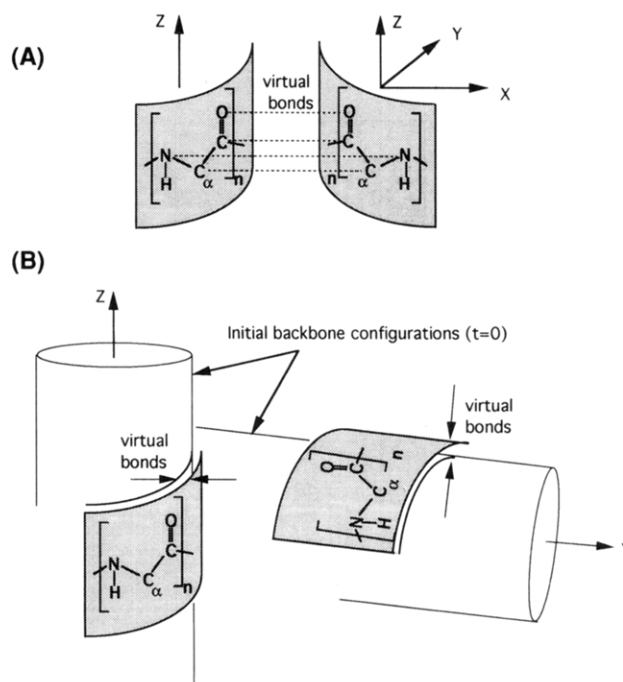 (A)
Z
Z
Y
X
virtual
bonds
O
O
C
C
N
N
H
H
C α
C α
n
n
(B)
Z
Initial backbone configurations (t=0)
virtual
bonds
virtual
bonds
n
O
C
C α
N H
O
C
N
H
C α
n